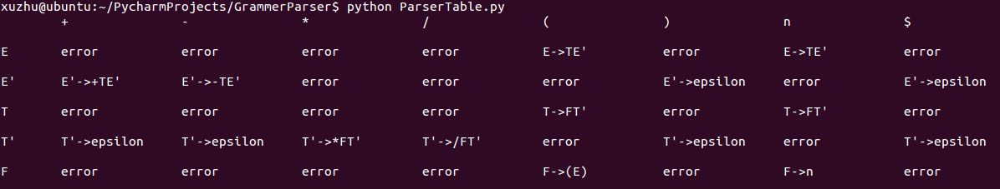 xuzhu@ubuntu:~/PycharmProjects/GrammerParser$ python ParserTable.py
+ - * / ( ) n $
E error error error error E->TE' error E->TE' error
E' E'->+TE' E'->-TE' error error error E'->epsilon error E'->epsilon
T error error error error T->FT' error T->FT' error
T' T'->epsilon T'->epsilon T'->*FT' T'->/FT' error T'->epsilon error T'->epsilon
F error error error error F->(E) error F->n error